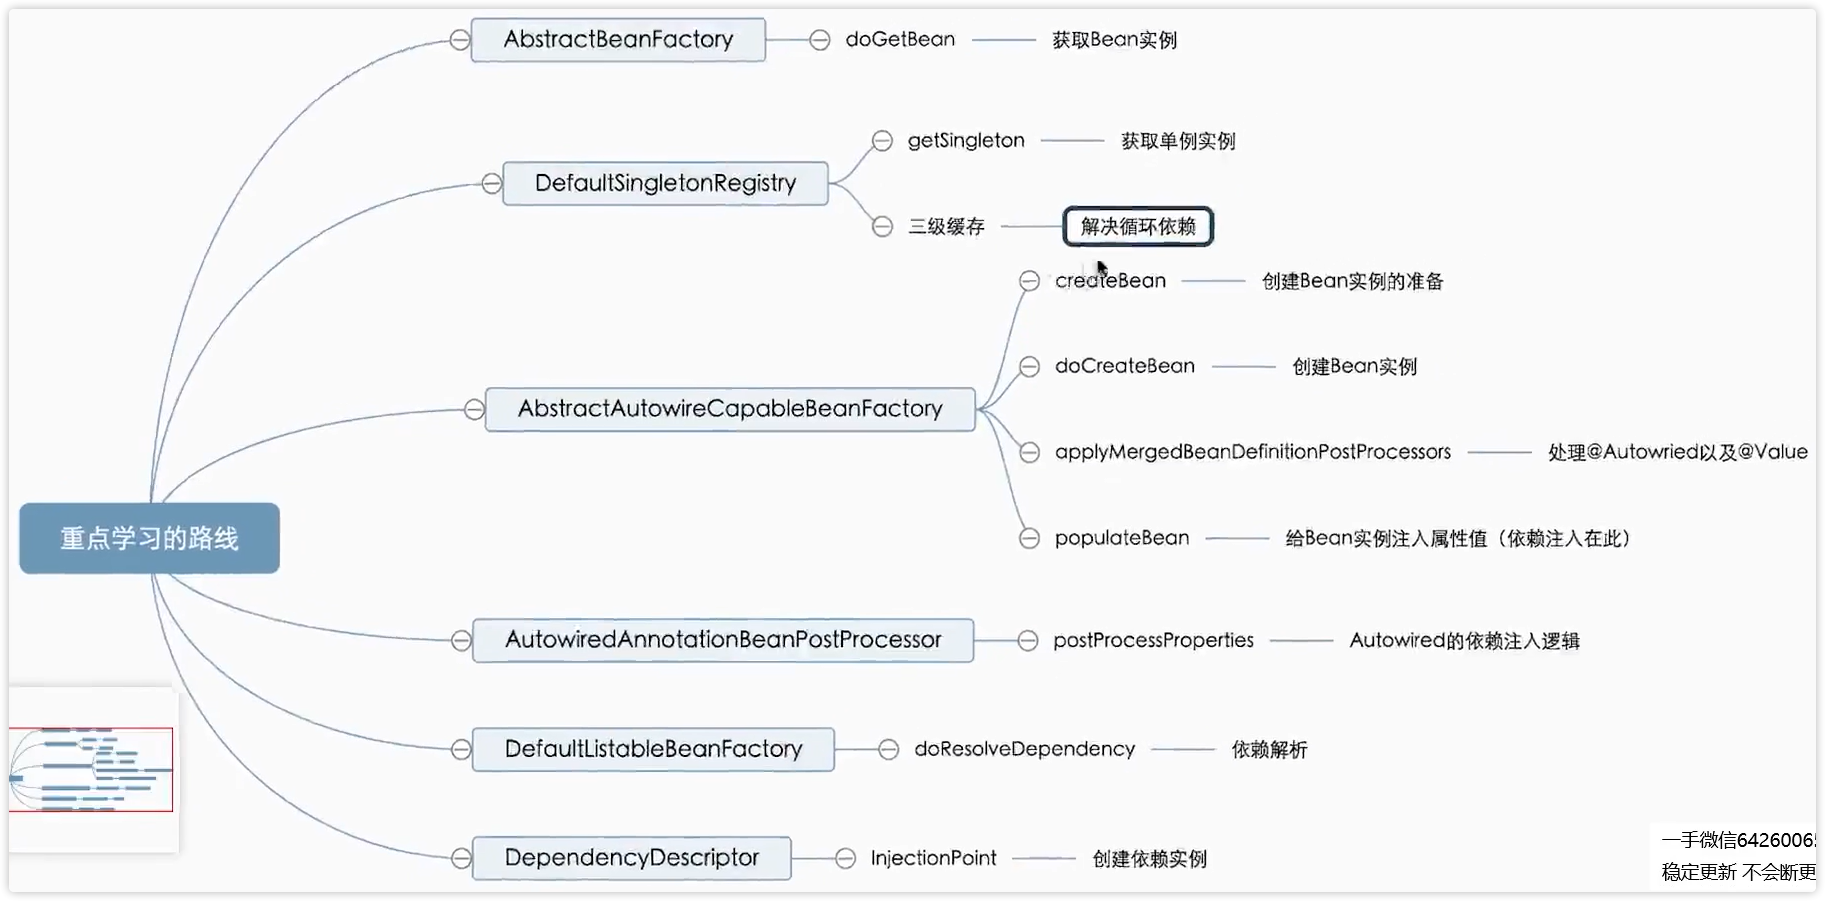 AbstractBeanFactory doGetBean 获取Bean实例
getSingleton 获取单例实例
DefaultSingletonRegistry
三级缓存 解决循环依赖
createBean 创建Bean实例的准备
doCreateBean 创建Bean实例
AbstractAutowireCapableBeanFactory
applyMergedBeanDefinitionPostProcessors 处理@Autowried以及@Value
重点学习的路线
populateBean 给Bean实例注入属性值（依赖注入在此）
AutowiredAnnotationBeanPostProcessor postProcessProperties Autowired的依赖注入逻辑
DefaultListableBeanFactory doResolveDependency 依赖解析
DependencyDescriptor InjectionPoint 创建依赖实例
一手微信6426006
稳定更新 不会断更